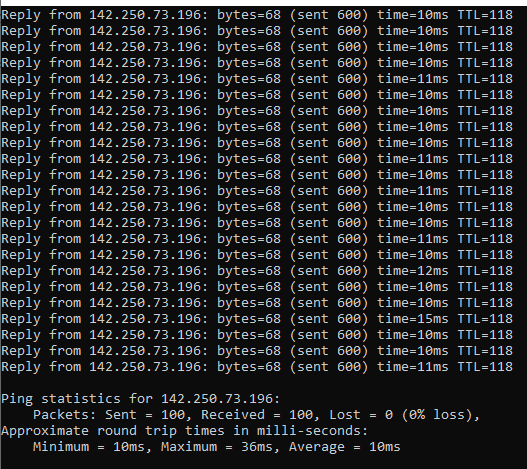 Reply from 142.250.73.196: bytes=68 (sent 600) time=10ms TTL=118
Reply from 142.250.73.196: bytes=68 (sent 600) time=10ms TTL=118
Reply from 142.250.73.196: bytes=68 (sent 600) time=10ms TTL=118
Reply from 142.250.73.196: bytes=68 (sent 600) time=10ms TTL=118
Reply from 142.250.73.196: bytes=68 (sent 600) time=11ms TTL=118
Reply from 142.250.73.196: bytes=68 (sent 600) time=10ms TTL=118
Reply from 142.250.73.196: bytes=68 (sent 600) time=10ms TTL=118
Reply from 142.250.73.196: bytes=68 (sent 600) time=10ms TTL=118
Reply from 142.250.73.196: bytes=68 (sent 600) time=10ms TTL=118
Reply from 142.250.73.196: bytes=68 (sent 600) time=11ms TTL=118
Reply from 142.250.73.196: bytes=68 (sent 600) time=10ms TTL=118
Reply from 142.250.73.196: bytes=68 (sent 600) time=11ms TTL=118
Reply from 142.250.73.196: bytes=68 (sent 600) time=10ms TTL=118
Reply from 142.250.73.196: bytes=68 (sent 600) time=10ms TTL=118
Reply from 142.250.73.196: bytes=68 (sent 600) time=11ms TTL=118
Reply from 142.250.73.196: bytes=68 (sent 600) time=10ms TTL=118
Reply from 142.250.73.196: bytes=68 (sent 600) time=12ms TTL=118
Reply from 142.250.73.196: bytes=68 (sent 600) time=10ms TTL=118
Reply from 142.250.73.196: bytes=68 (sent 600) time=10ms TTL=118
Reply from 142.250.73.196: bytes=68 (sent 600) time=15ms TTL=118
Reply from 142.250.73.196: bytes=68 (sent 600) time=10ms TTL=118
Reply from 142.250.73.196: bytes=68 (sent 600) time=10ms TTL=118
Reply from 142.250.73.196: bytes=68 (sent 600) time=11ms TTL=118
Ping statistics for 142.250.73.196:
Packets: Sent = 100, Received = 100, Lost = 0 (0% loss),
Approximate round trip times in milli-seconds:
Minimum = 10ms, Maximum = 36ms, Average = 10ms